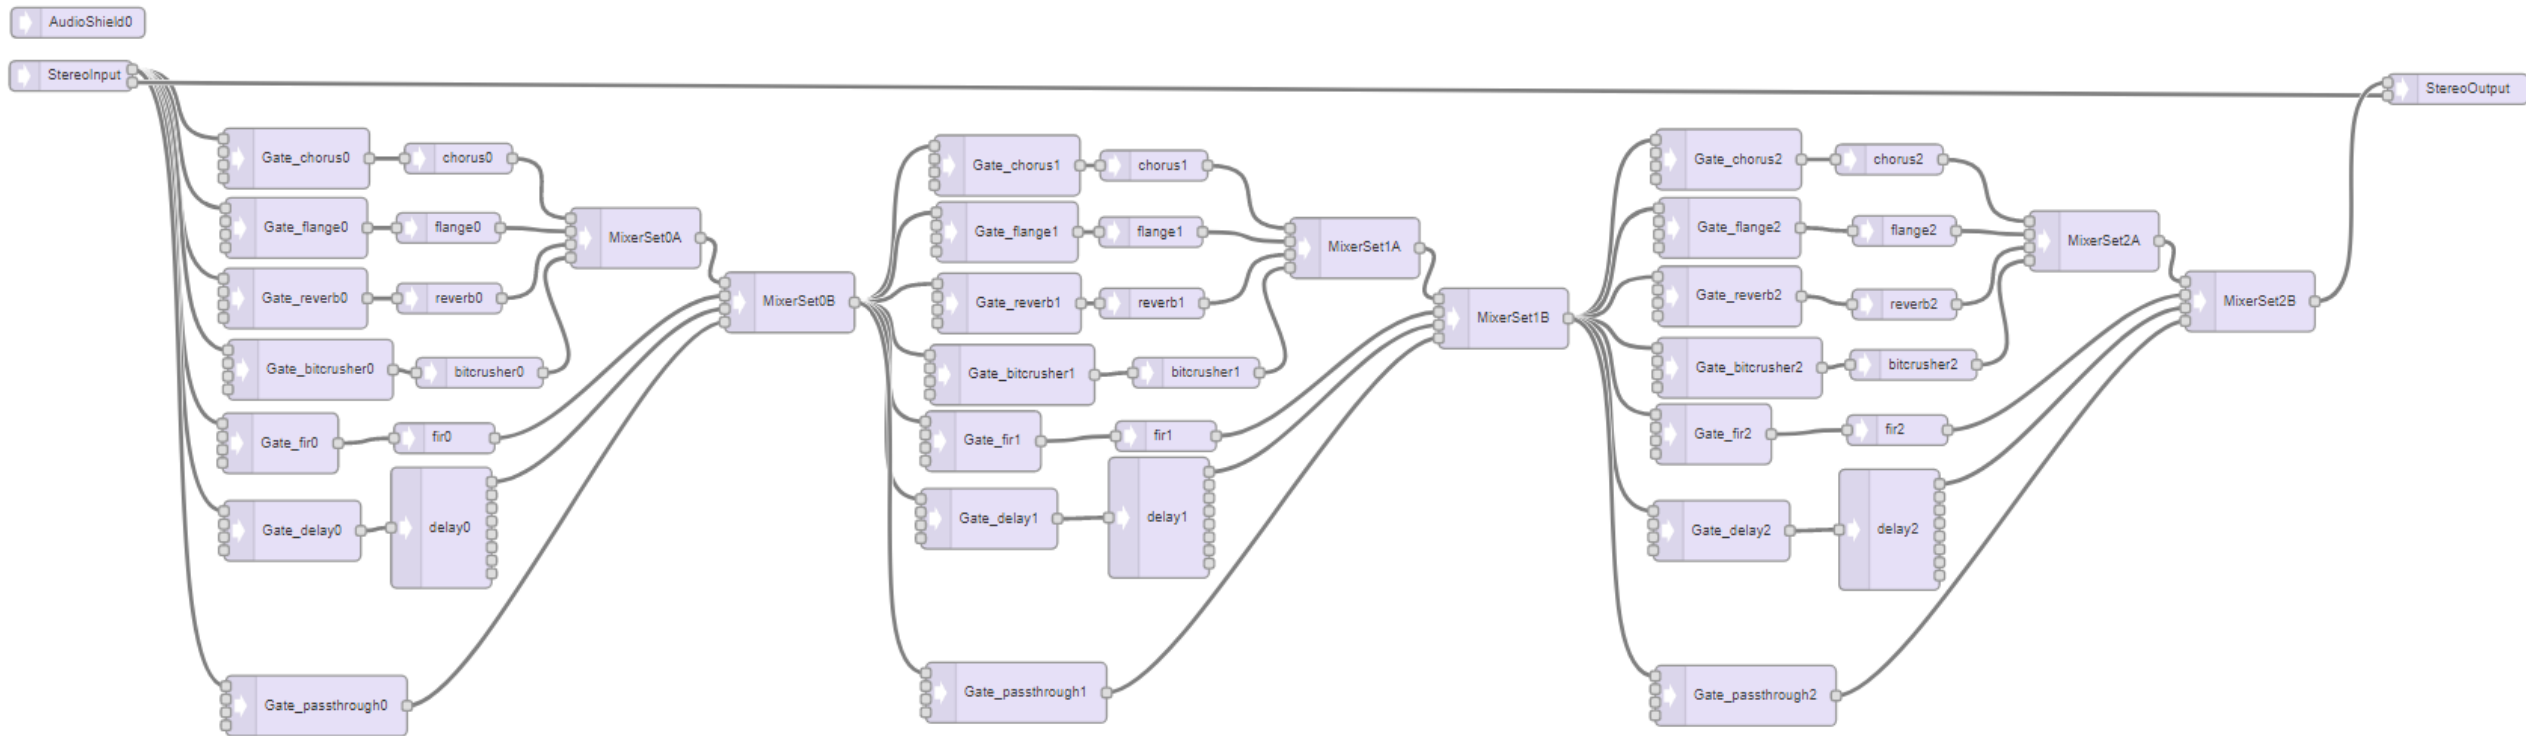 AudioShield0
StereoInput
StereoOutput
Gate_chorus0
chorus0
Gate_flange0
flange0
MixerSet0A
Gate_reverb0
reverb0
MixerSet0B
Gate_bitcrusher0
bitcrusher0
Gate_fir0
fir0
Gate_delay0
delay0
Gate_passthrough0
Gate_chorus1
chorus1
Gate_flange1
flange1
MixerSet1A
Gate_reverb1
reverb1
MixerSet1B
Gate_bitcrusher1
bitcrusher1
Gate_fir1
fir1
Gate_delay1
delay1
Gate_passthrough1
Gate_chorus2
chorus2
Gate_flange2
flange2
MixerSet2A
Gate_reverb2
reverb2
MixerSet2B
Gate_bitcrusher2
bitcrusher2
Gate_fir2
fir2
Gate_delay2
delay2
Gate_passthrough2